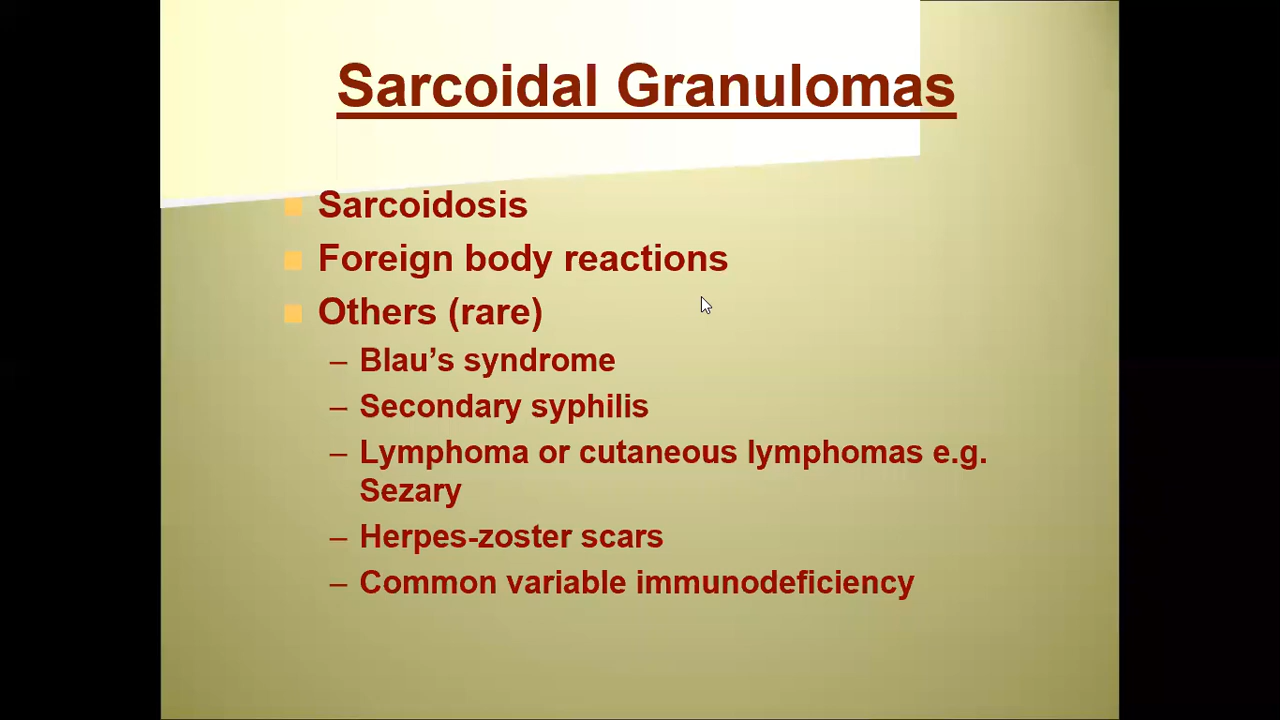 Sarcoidal Granulomas
Sarcoidosis
Foreign body reactions
Others (rare)
– Blau’s syndrome
– Secondary syphilis
– Lymphoma or cutaneous lymphomas e.g.
Sezary
– Herpes-zoster scars
– Common variable immunodeficiency